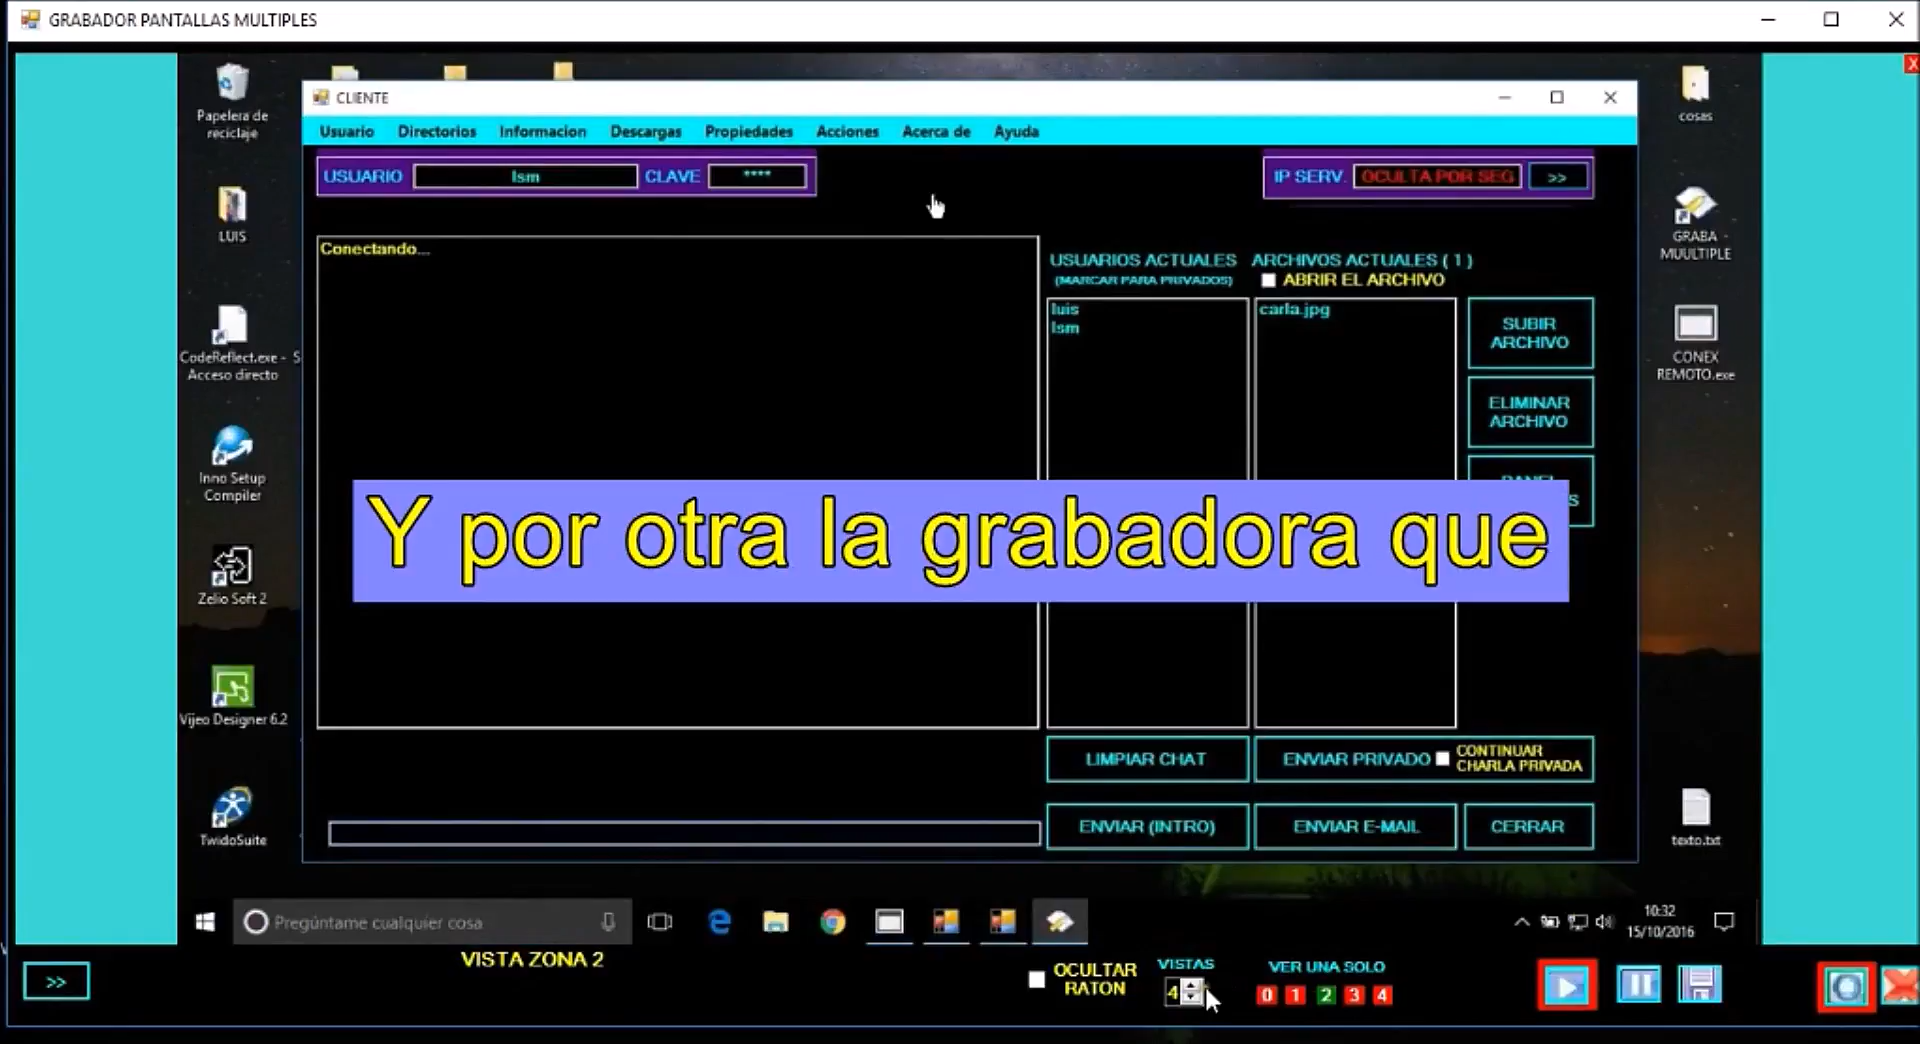 GRABADOR PANTALLAS MULTIPLES
X
Papelera de
reciclaje
LUIS
CodeReflect.exe - S
Acceso directo
Inno Setup
Compiler
Zelio Soft 2
Vijeo Designer 6.2
TwidoSuite
CLIENTE
Usuario Directorios Informacion Descargas Propiedades Acciones Acerca de Ayuda
USUARIO lsm CLAVE ****
IP SERV. OCULTA POR SEG >>
Conectando...
USUARIOS ACTUALES
(MARCAR PARA PRIVADOS)
luis
lsm
ARCHIVOS ACTUALES ( 1 )
ABRIR EL ARCHIVO
carla.jpg
SUBIR
ARCHIVO
ELIMINAR
ARCHIVO
Y por otra la grabadora que
LIMPIAR CHAT
ENVIAR PRIVADO
CONTINUAR
CHARLA PRIVADA
ENVIAR (INTRO)
ENVIAR E-MAIL
CERRAR
cosas
GRABA -
MUULTIPLE
CONEX
REMOTO.exe
texto.txt
Pregúntame cualquier cosa
10:32
15/10/2016
>>
VISTA ZONA 2
OCULTAR
RATON
VISTAS
4
VER UNA SOLO
0 1 2 3 4